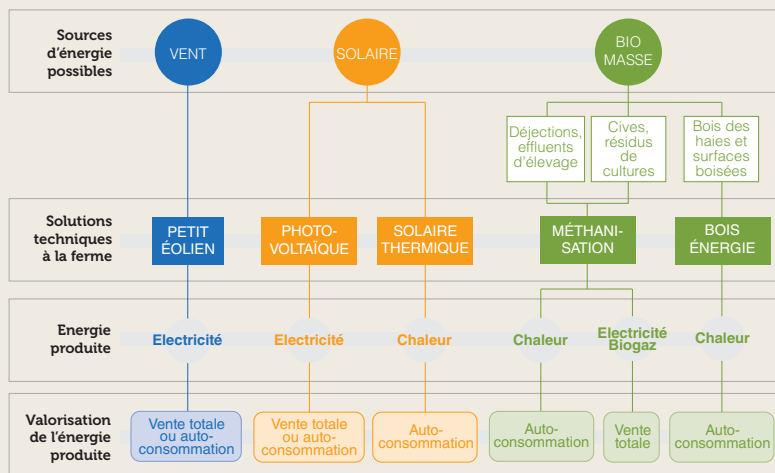 Sources
d'énergie
possibles
VENT
SOLAIRE
BIO
MASSE
Déjections,
effluents
d'élevage
Cives,
résidus
de
cultures
Bois des
haies et
surfaces
boisées
Solutions
techniques
à la ferme
PETIT
ÉOLIEN
PHOTO-
VOLTAÏQUE
SOLAIRE
THERMIQUE
MÉTHANI-
SATION
BOIS
ÉNERGIE
Energie
produite
Electricité
Electricité
Chaleur
Chaleur
Electricité
Biogaz
Chaleur
Valorisation
de l'énergie
produite
Vente totale
ou auto-
consommation
Vente totale
ou auto-
consommation
Auto-
consommation
Auto-
consommation
Vente
totale
Auto-
consommation